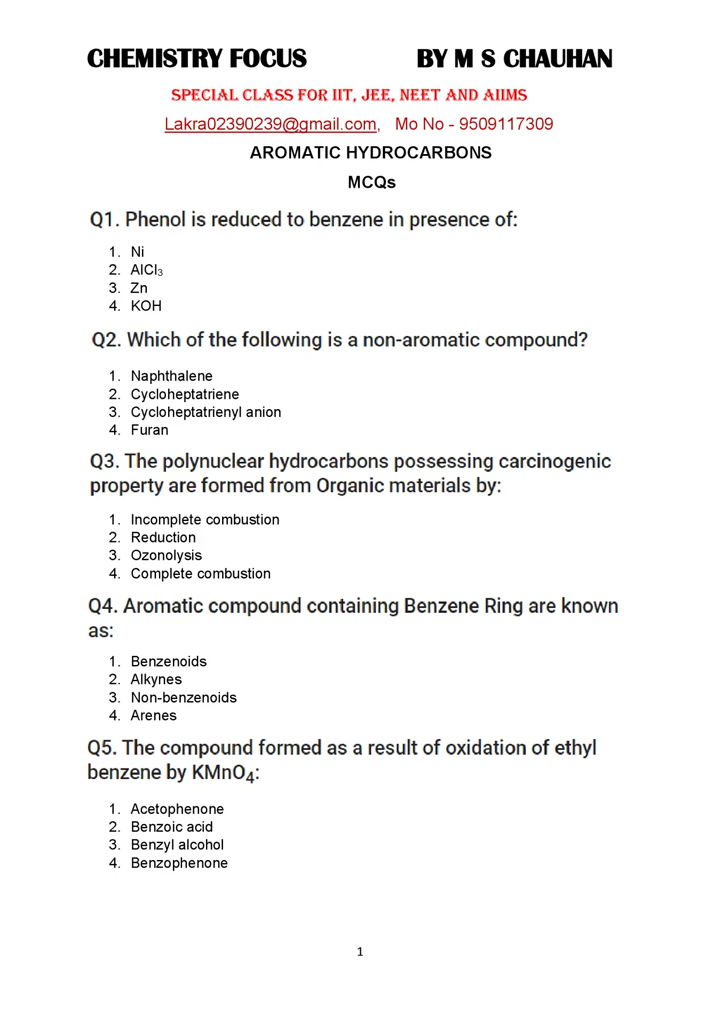 CHEMISTRY FOCUS BY M S CHAUHAN
SPECIAL CLASS FOR IIT, JEE, NEET AND AIIMS
Lakra02390239@gmail.com, Mo No - 9509117309
AROMATIC HYDROCARBONS
MCQs
Q1. Phenol is reduced to benzene in presence of:
1. Ni
2. AlCl₃
3. Zn
4. KOH
Q2. Which of the following is a non-aromatic compound?
1. Naphthalene
2. Cycloheptatriene
3. Cycloheptatrienyl anion
4. Furan
Q3. The polynuclear hydrocarbons possessing carcinogenic
property are formed from Organic materials by:
1. Incomplete combustion
2. Reduction
3. Ozonolysis
4. Complete combustion
Q4. Aromatic compound containing Benzene Ring are known
as:
1. Benzenoids
2. Alkynes
3. Non-benzenoids
4. Arenes
Q5. The compound formed as a result of oxidation of ethyl
benzene by KMnO₄:
1. Acetophenone
2. Benzoic acid
3. Benzyl alcohol
4. Benzophenone
1